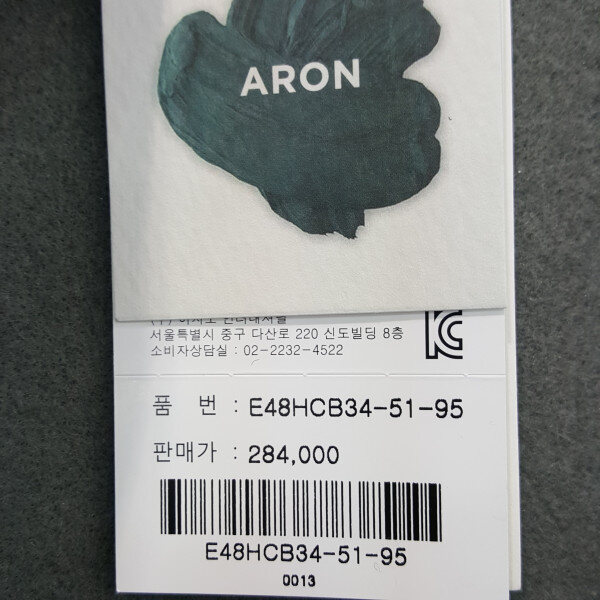 ARON
서울특별시 중구 다산로 220 신도빌딩 8층
소비자상담실 : 02-2232-4522
품 번 : E48HCB34-51-95
판매가 : 284,000
E48HCB34-51-95
0013